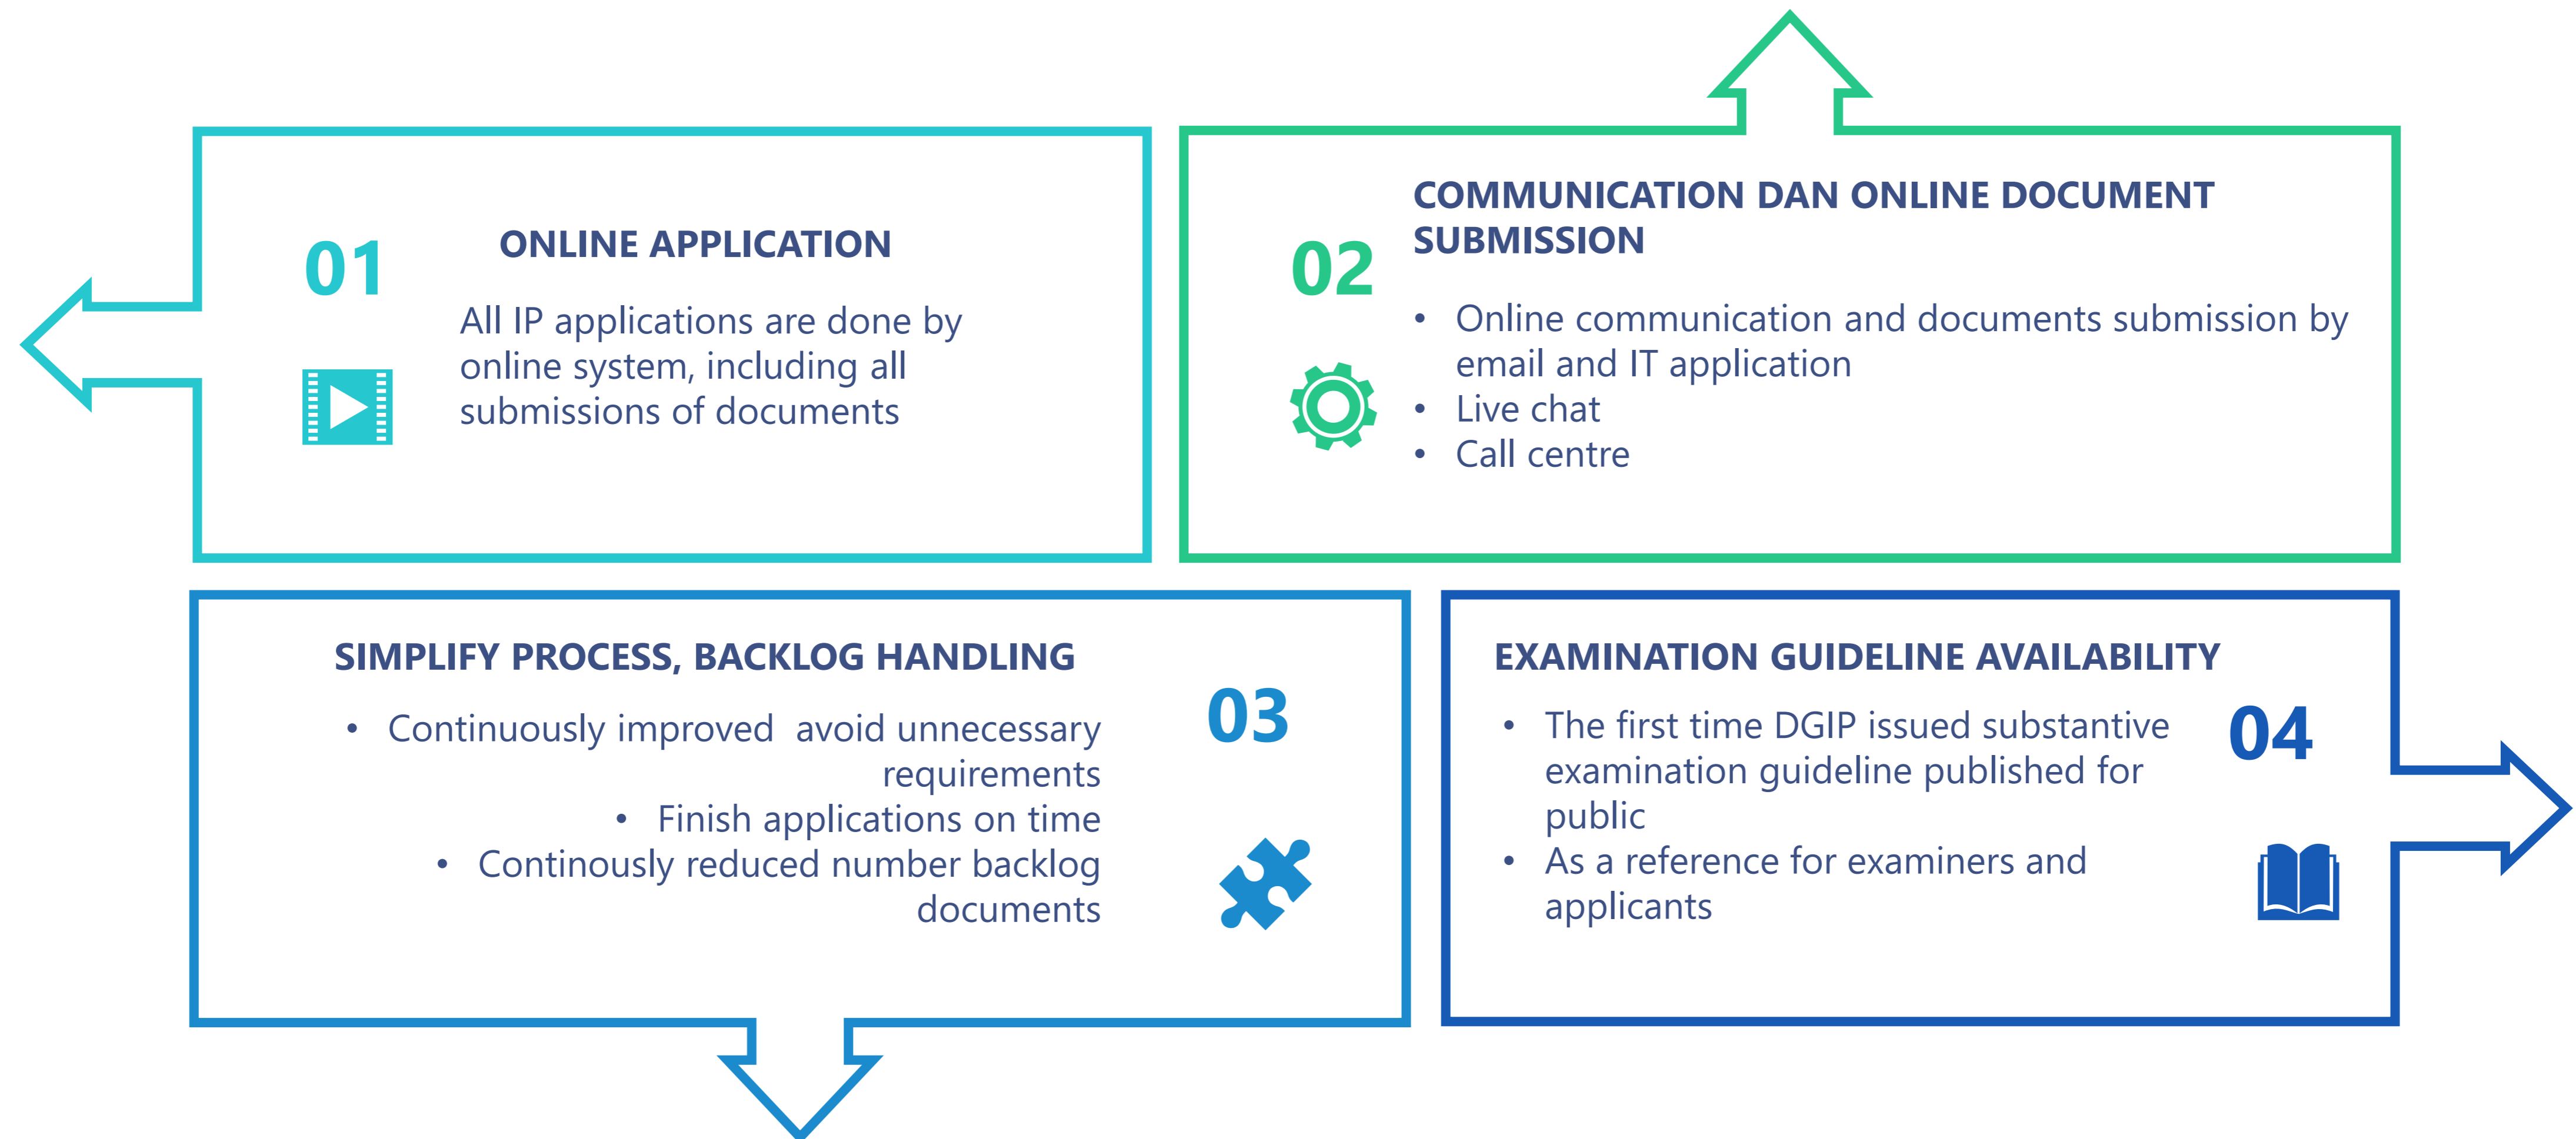 01
ONLINE APPLICATION
All IP applications are done by
online system, including all
submissions of documents
02
COMMUNICATION DAN ONLINE DOCUMENT
SUBMISSION
• Online communication and documents submission by
email and IT application
• Live chat
• Call centre
SIMPLIFY PROCESS, BACKLOG HANDLING
03
• Continuously improved  avoid unnecessary
requirements
• Finish applications on time
• Continously reduced number backlog
documents
EXAMINATION GUIDELINE AVAILABILITY
04
• The first time DGIP issued substantive
examination guideline published for
public
• As a reference for examiners and
applicants